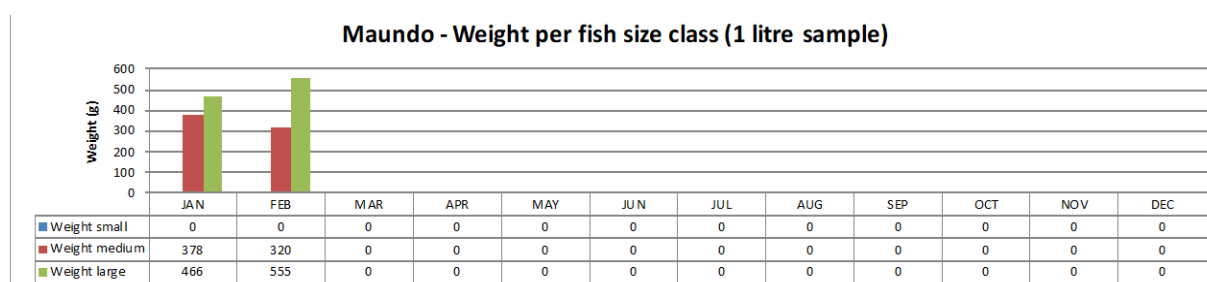 Maundo - Weight per fish size class (1 litre sample)
600
500
400
300
200
100
0
Weight (g)
JAN FEB MAR APR MAY JUN JUL AUG SEP OCT NOV DEC
Weight small 0 0 0 0 0 0 0 0 0 0 0 0
Weight medium 378 320 0 0 0 0 0 0 0 0 0 0
Weight large 466 555 0 0 0 0 0 0 0 0 0 0